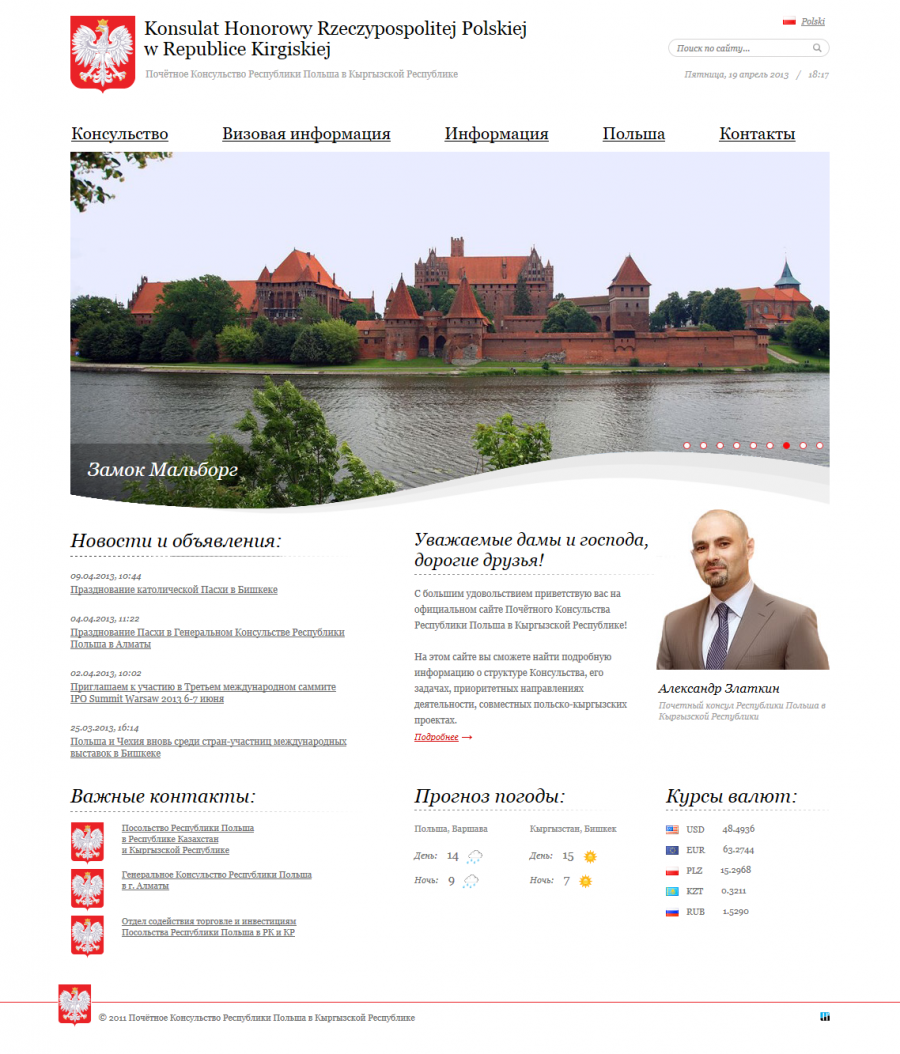 Konsulat Honorowy Rzeczypospolitej Polskiej
w Republice Kirgiskiej
Почётное Консульство Республики Польша в Кыргызской Республике
Polski
Поиск по сайту...
Пятница, 19 апрель 2013 / 18:17
Консульство
Визовая информация
Информация
Польша
Контакты
Замок Мальборг
Новости и объявления:
09.04.2013, 10:44
Празднование католической Пасхи в Бишкеке
04.04.2013, 11:22
Празднование Пасхи в Генеральном Консульстве Республики
Польша в Алматы
02.04.2013, 10:02
Приглашаем к участию в Третьем международном саммите
IPO Summit Warsaw 2013 6-7 июня
25.03.2013, 16:14
Польша и Чехия вновь среди стран-участниц международных
выставок в Бишкеке
Уважаемые дамы и господа,
дорогие друзья!
С большим удовольствием приветствую вас на
официальном сайте Почётного Консульства
Республики Польша в Кыргызской Республике!
На этом сайте вы сможете найти подробную
информацию о структуре Консульства, его
задачах, приоритетных направлениях
деятельности, совместных польско-кыргызских
проектах.
Подробнее →
Александр Златкин
Почетный консул Республики Польша в
Кыргызской Республики
Важные контакты:
Посольство Республики Польша
в Республике Казахстан
и Кыргызской Республике
Генеральное Консульство Республики Польша
в г. Алматы
Отдел содействия торговле и инвестициям
Посольства Республики Польша в РК и КР
Прогноз погоды:
Польша, Варшава
День: 14
Ночь: 9
Кыргызстан, Бишкек
День: 15
Ночь: 7
Курсы валют:
USD 48.4936
EUR 63.2744
PLZ 15.2968
KZT 0.3211
RUB 1.5290
© 2011 Почётное Консульство Республики Польша в Кыргызской Республике